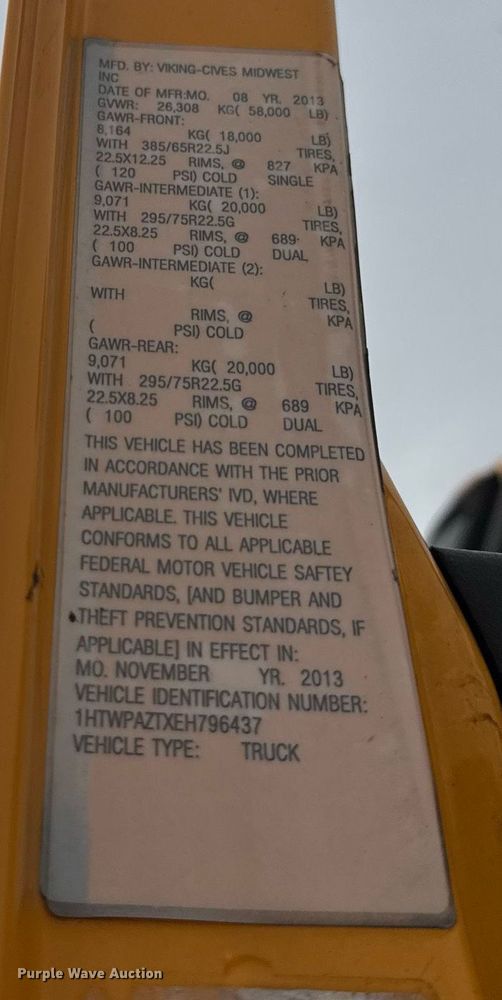 MFD. BY: VIKING-CIVES MIDWEST
INC
DATE OF MFR:MO. 08 YR. 2013
GVWR: 26,308 KG( 58,000 LB)
GAWR-FRONT:
8,164 KG( 18,000 LB)
WITH 385/65R22.5J TIRES,
22.5X12.25 RIMS, @ 827 KPA
( 120 PSI) COLD SINGLE
GAWR-INTERMEDIATE (1):
9,071 KG( 20,000 LB)
WITH 295/75R22.5G TIRES,
22.5X8.25 RIMS, @ 689 KPA
( 100 PSI) COLD DUAL
GAWR-INTERMEDIATE (2):
KG( LB)
WITH TIRES,
RIMS, @ KPA
( PSI) COLD
GAWR-REAR:
9,071 KG( 20,000 LB)
WITH 295/75R22.5G TIRES,
22.5X8.25 RIMS, @ 689 KPA
( 100 PSI) COLD DUAL
THIS VEHICLE HAS BEEN COMPLETED
IN ACCORDANCE WITH THE PRIOR
MANUFACTURERS' IVD, WHERE
APPLICABLE. THIS VEHICLE
CONFORMS TO ALL APPLICABLE
FEDERAL MOTOR VEHICLE SAFTEY
STANDARDS, [AND BUMPER AND
THEFT PREVENTION STANDARDS, IF
APPLICABLE] IN EFFECT IN:
MO. NOVEMBER YR. 2013
VEHICLE IDENTIFICATION NUMBER:
1HTWPAZTXEH796437
VEHICLE TYPE: TRUCK
Purple Wave Auction